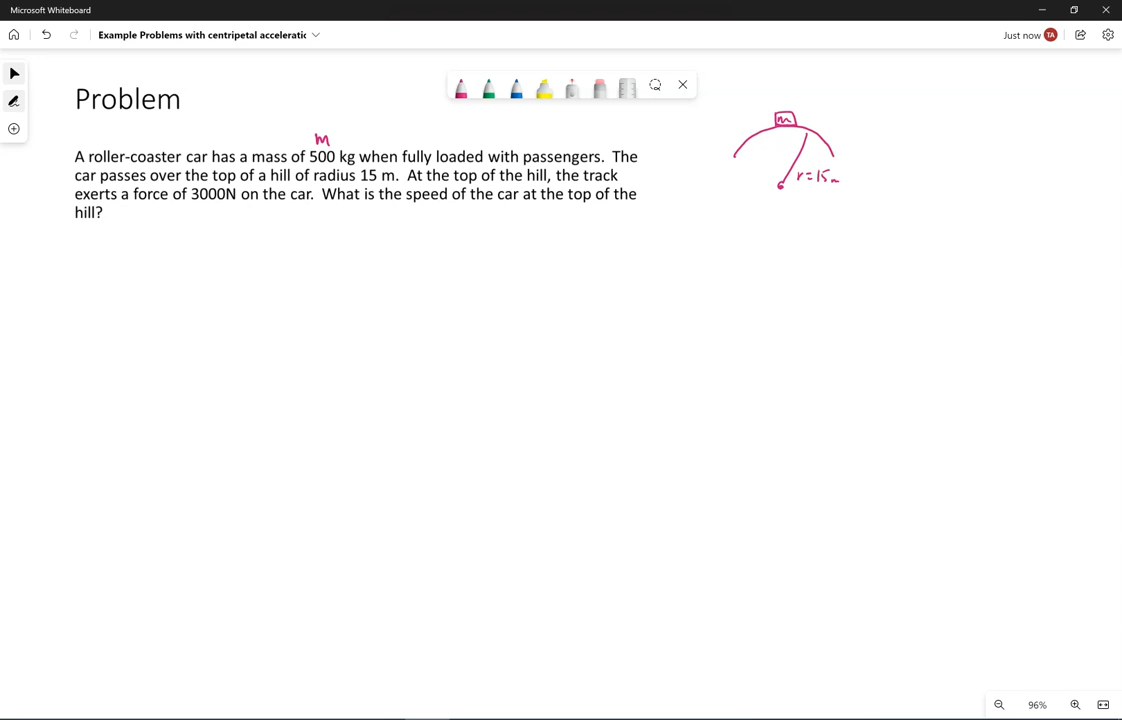 Microsoft Whiteboard
Example Problems with centripetal acceleratic
Just now TA
Problem
m
m
A roller-coaster car has a mass of 500 kg when fully loaded with passengers. The
car passes over the top of a hill of radius 15 m. At the top of the hill, the track
exerts a force of 3000N on the car. What is the speed of the car at the top of the
hill?
r = 15m
96%